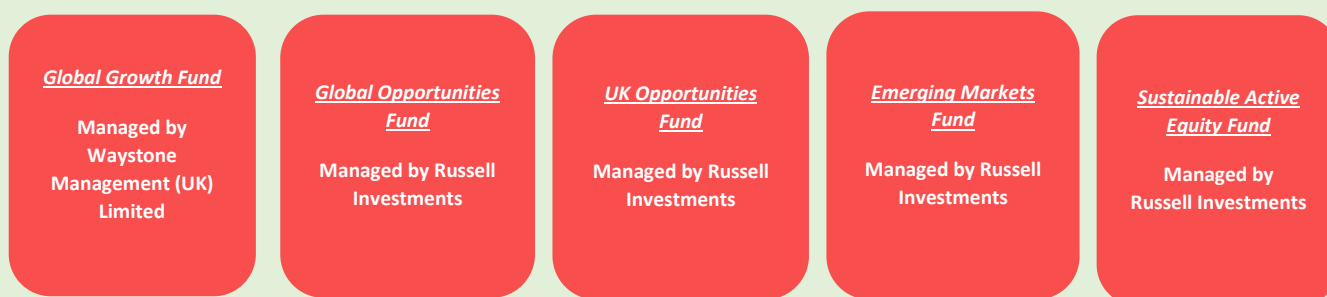 Global Growth Fund
Managed by
Waystone
Management (UK)
Limited
Global Opportunities
Fund
Managed by Russell
Investments
UK Opportunities
Fund
Managed by Russell
Investments
Emerging Markets
Fund
Managed by Russell
Investments
Sustainable Active
Equity Fund
Managed by
Russell Investments